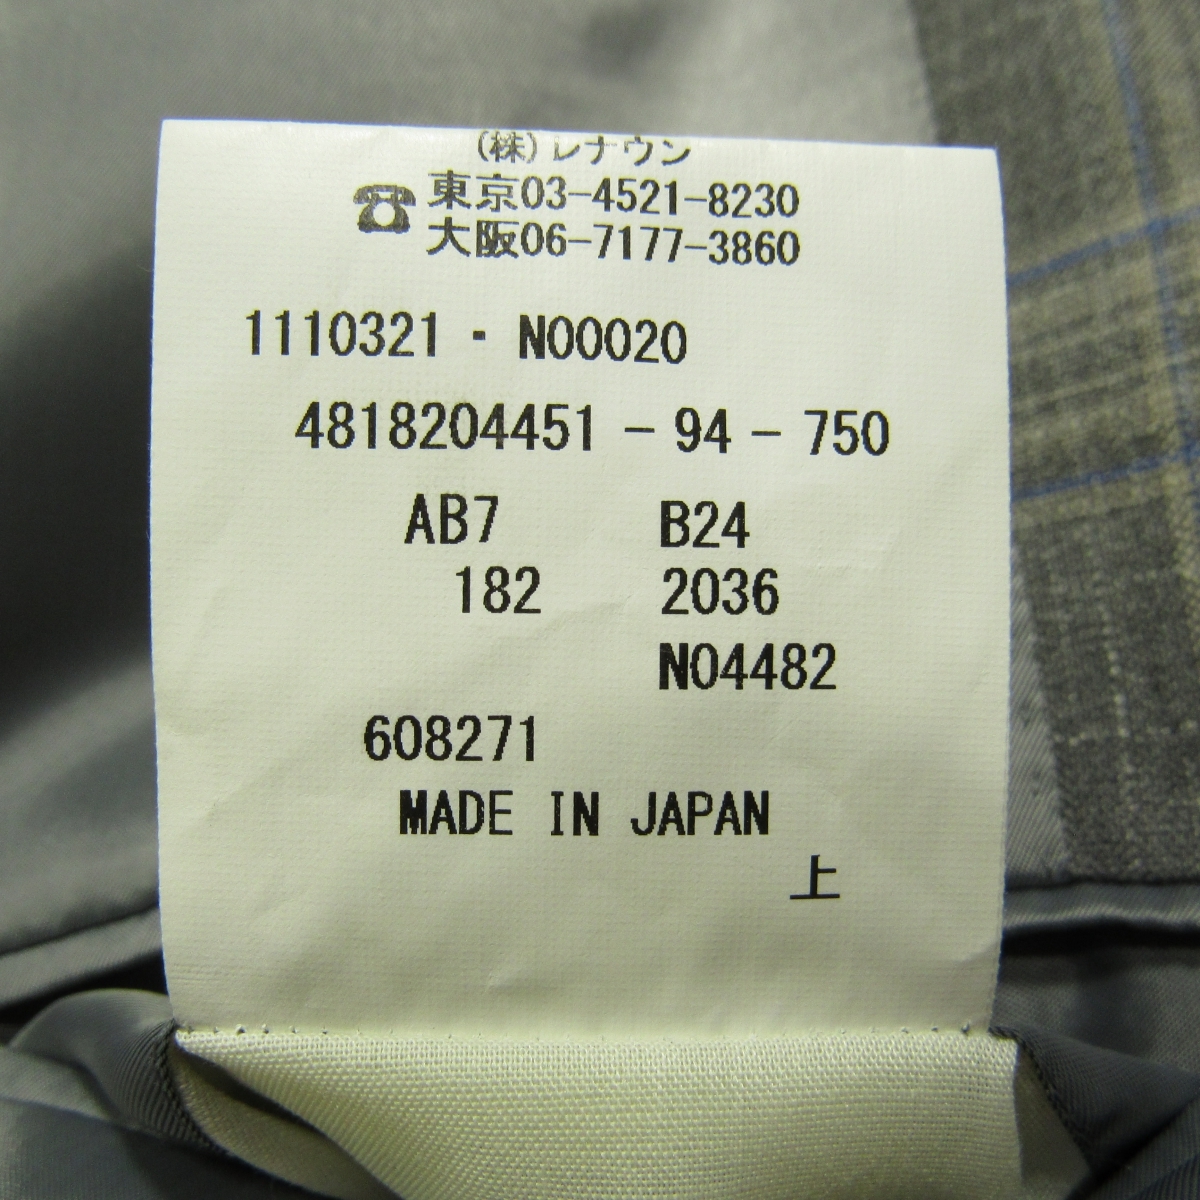 (株)レナウン
☎東京03-4521-8230
大阪06-7177-3860
1110321・N00020
4818204451-94-750
AB7 B24
182 2036
N04482
608271
MADE IN JAPAN
上